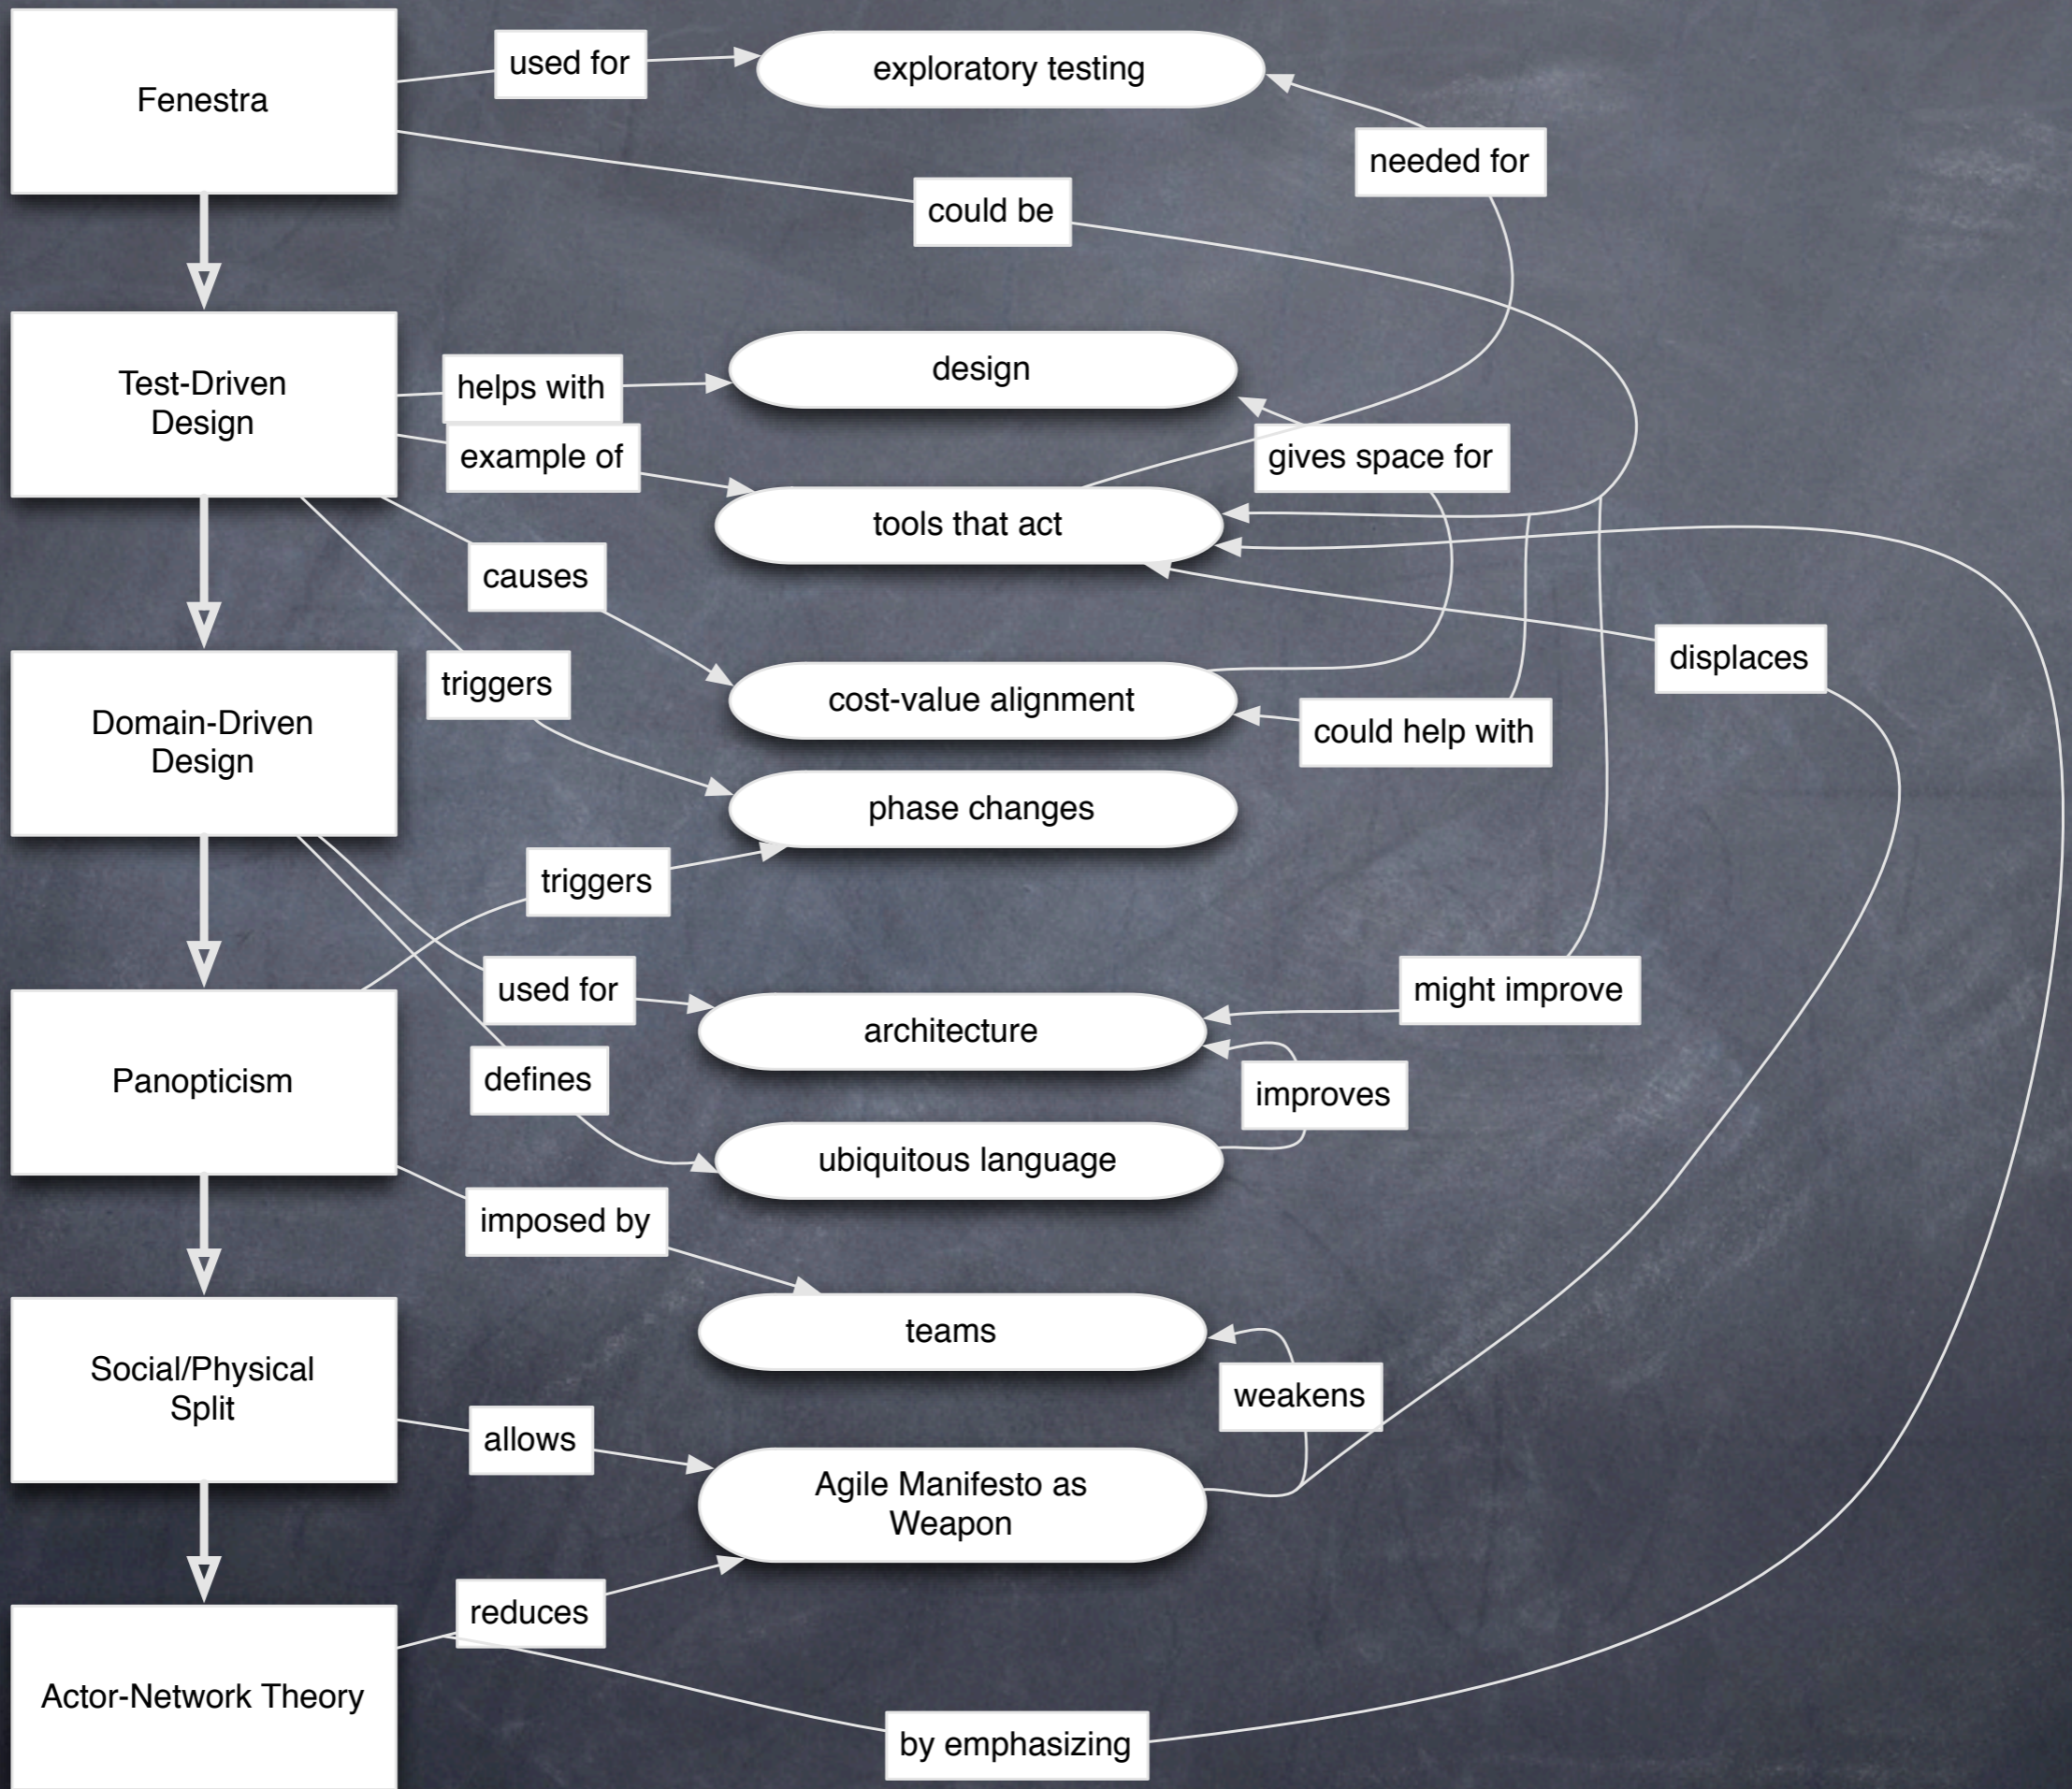 Fenestra
used for
exploratory testing
needed for
could be
Test-Driven
Design
helps with
design
example of
gives space for
tools that act
causes
displaces
triggers
Domain-Driven
Design
cost-value alignment
could help with
phase changes
triggers
used for
architecture
might improve
Panopticism
defines
improves
ubiquitous language
imposed by
teams
Social/Physical
Split
weakens
allows
Agile Manifesto as
Weapon
reduces
Actor-Network Theory
by emphasizing